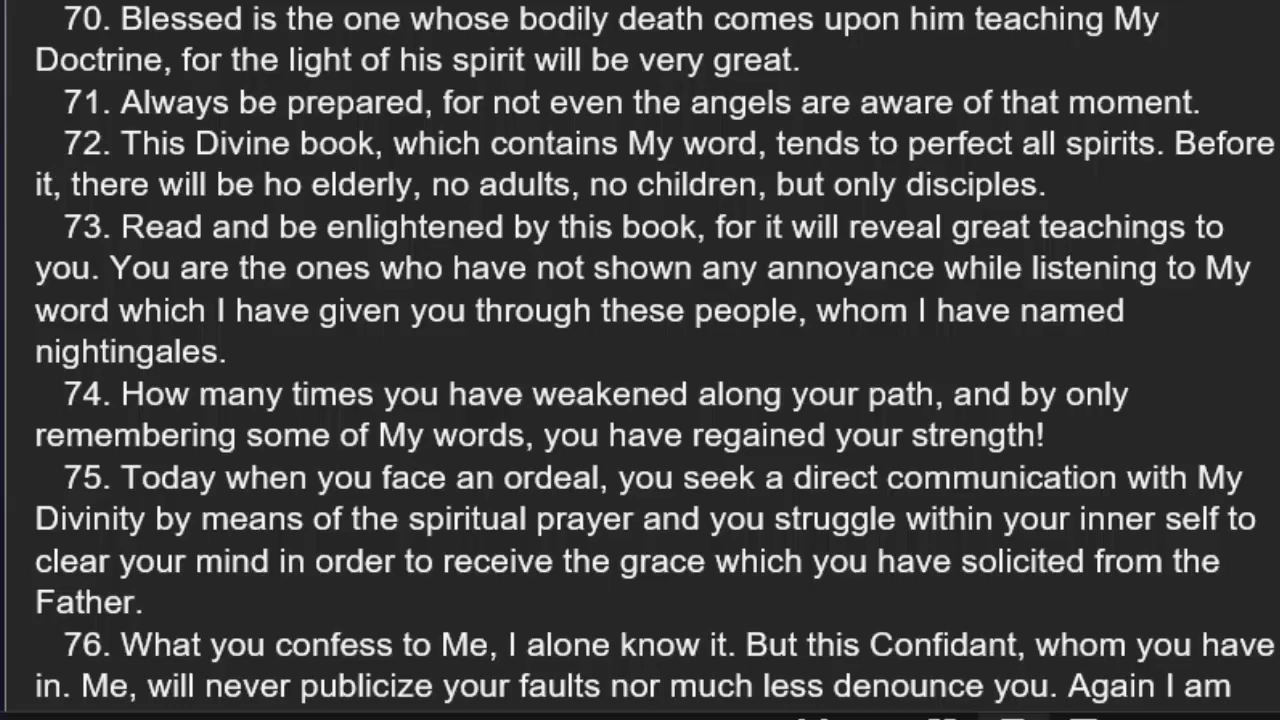 70. Blessed is the one whose bodily death comes upon him teaching My
Doctrine, for the light of his spirit will be very great.
71. Always be prepared, for not even the angels are aware of that moment.
72. This Divine book, which contains My word, tends to perfect all spirits. Before
it, there will be ho elderly, no adults, no children, but only disciples.
73. Read and be enlightened by this book, for it will reveal great teachings to
you. You are the ones who have not shown any annoyance while listening to My
word which I have given you through these people, whom I have named
nightingales.
74. How many times you have weakened along your path, and by only
remembering some of My words, you have regained your strength!
75. Today when you face an ordeal, you seek a direct communication with My
Divinity by means of the spiritual prayer and you struggle within your inner self to
clear your mind in order to receive the grace which you have solicited from the
Father.
76. What you confess to Me, I alone know it. But this Confidant, whom you have
in. Me, will never publicize your faults nor much less denounce you. Again I am